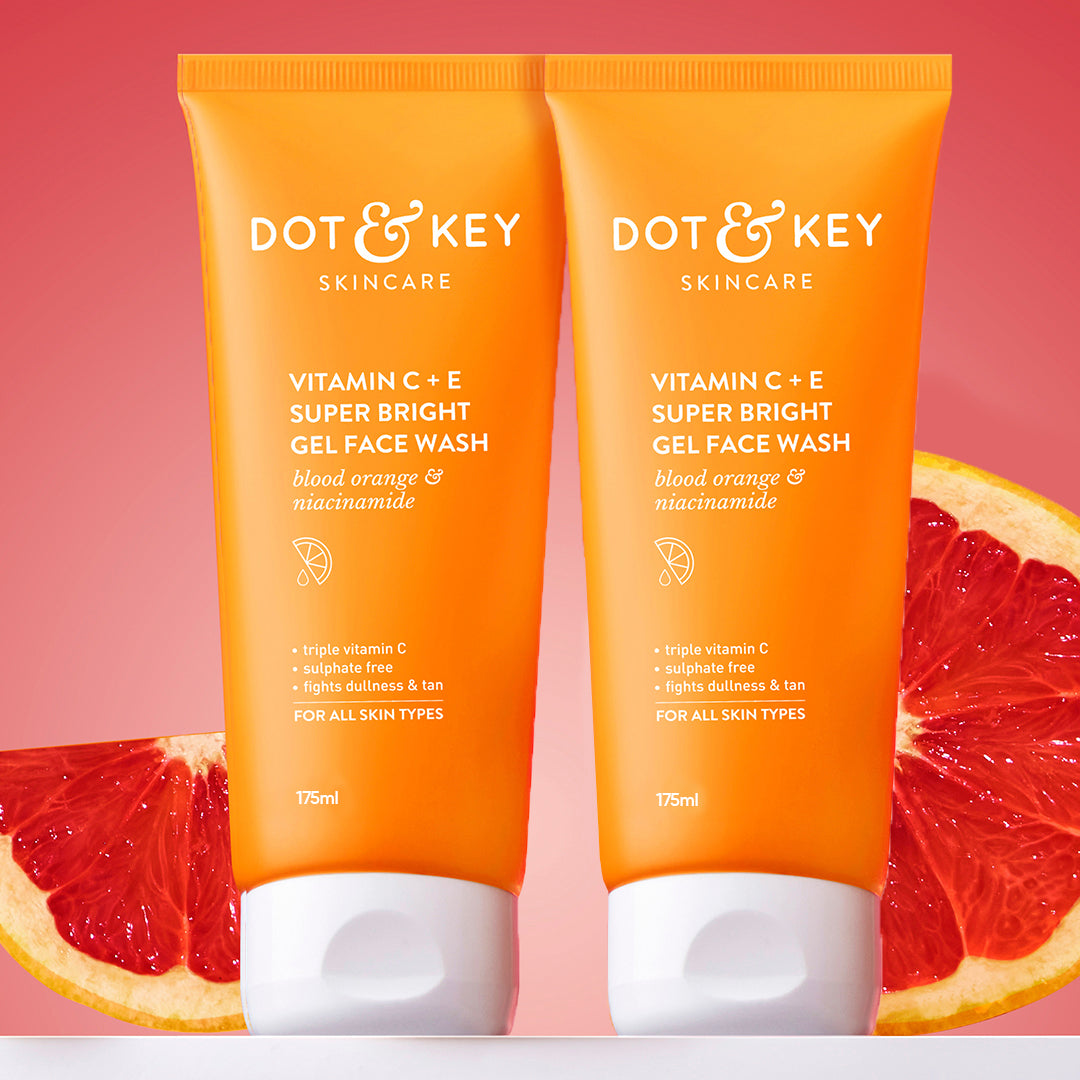 DOT & KEY
SKINCARE
VITAMIN C + E
SUPER BRIGHT
GEL FACE WASH
blood orange &
niacinamide
• triple vitamin C
• sulphate free
• fights dullness & tan
FOR ALL SKIN TYPES
175ml
DOT & KEY
SKINCARE
VITAMIN C + E
SUPER BRIGHT
GEL FACE WASH
blood orange &
niacinamide
• triple vitamin C
• sulphate free
• fights dullness & tan
FOR ALL SKIN TYPES
175ml